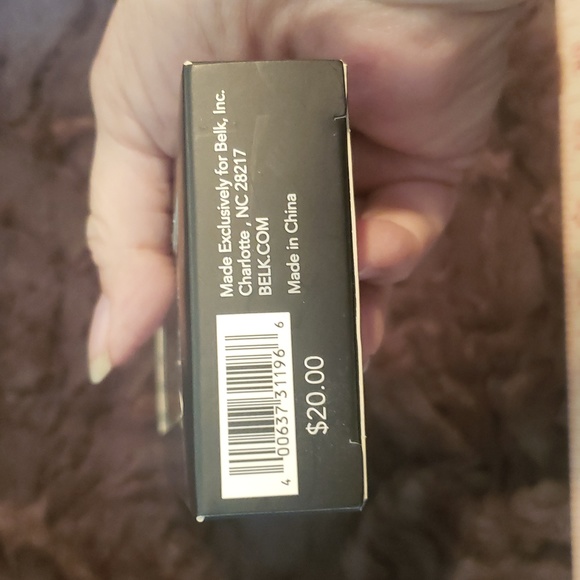 Made Exclusively for Belk, Inc.
Charlotte , NC 28217
BELK.COM
Made in China
4 00637 31196 6
$20.00